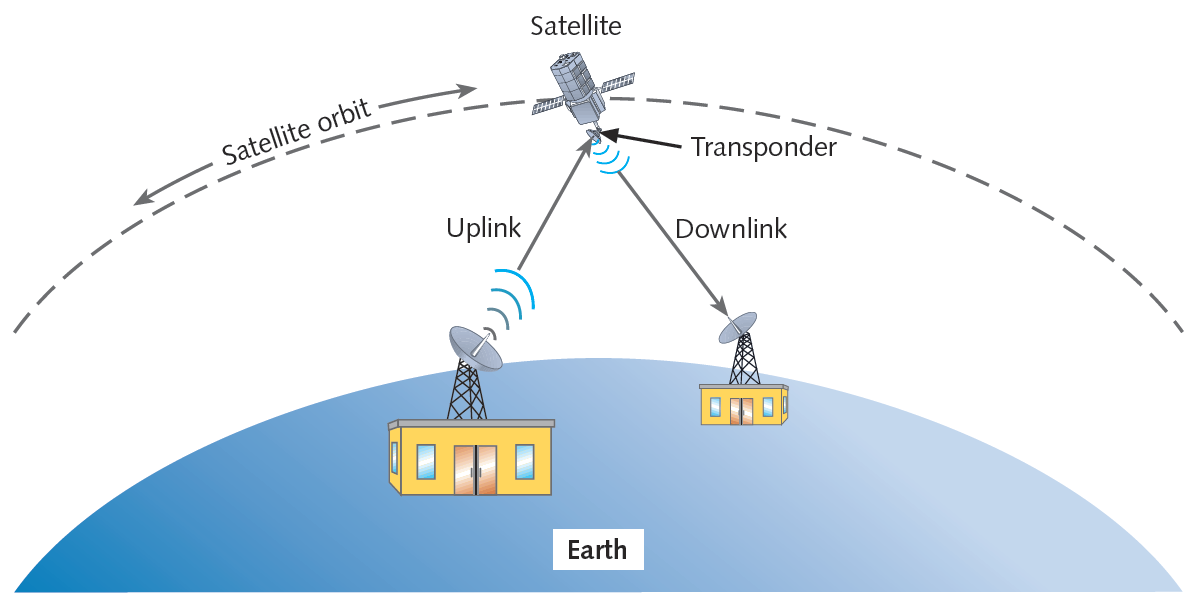 Satellite
Satellite orbit
Transponder
Uplink
Downlink
Earth